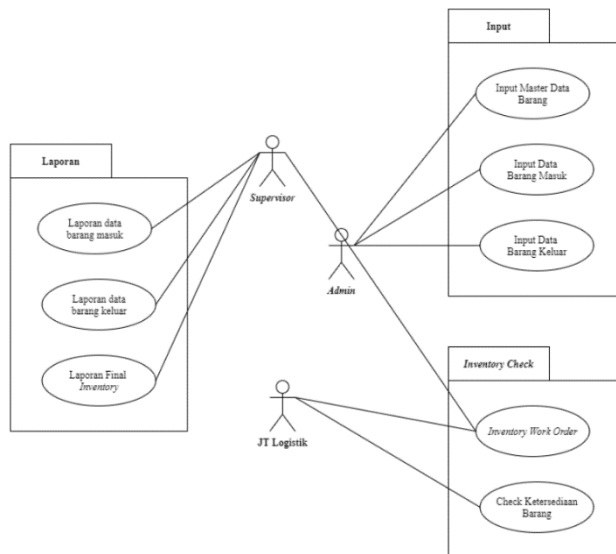 Input
Input Master Data
Barang
Input Data
Barang Masuk
Input Data
Barang Keluar
Laporan
Laporan data
barang masuk
Laporan data
barang keluar
Laporan Final
Inventory
Supervisor
Admin
JT Logistik
Inventory Check
Inventory Work Order
Check Ketersediaan
Barang